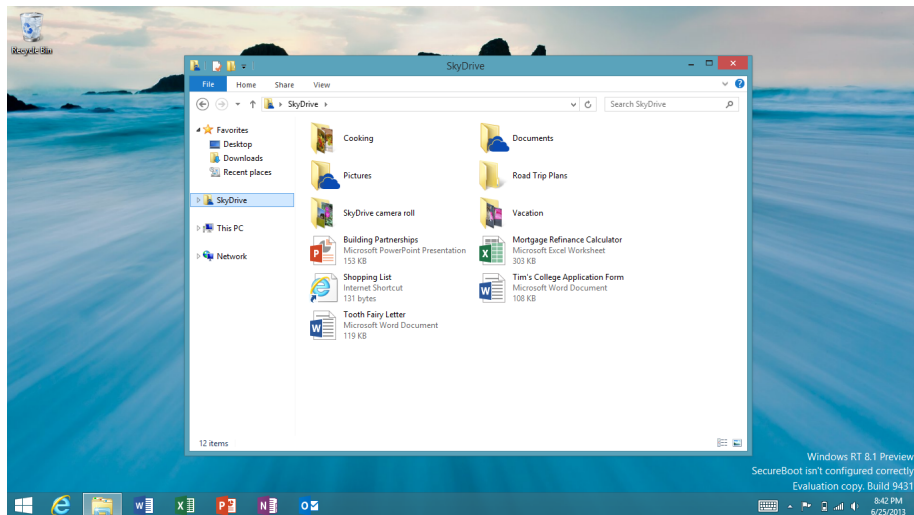 Recycle Bin
SkyDrive
File Home Share View
SkyDrive
Search SkyDrive
Favorites
Desktop
Downloads
Recent places
SkyDrive
This PC
Network
Cooking
Documents
Pictures
Road Trip Plans
SkyDrive camera roll
Vacation
Building Partnerships
Microsoft PowerPoint Presentation
153 KB
Mortgage Refinance Calculator
Microsoft Excel Worksheet
303 KB
Shopping List
Internet Shortcut
131 bytes
Tim's College Application Form
Microsoft Word Document
108 KB
Tooth Fairy Letter
Microsoft Word Document
119 KB
12 items
Windows RT 8.1 Preview
SecureBoot isn't configured correctly
Evaluation copy. Build 9431
8:42 PM
6/25/2013